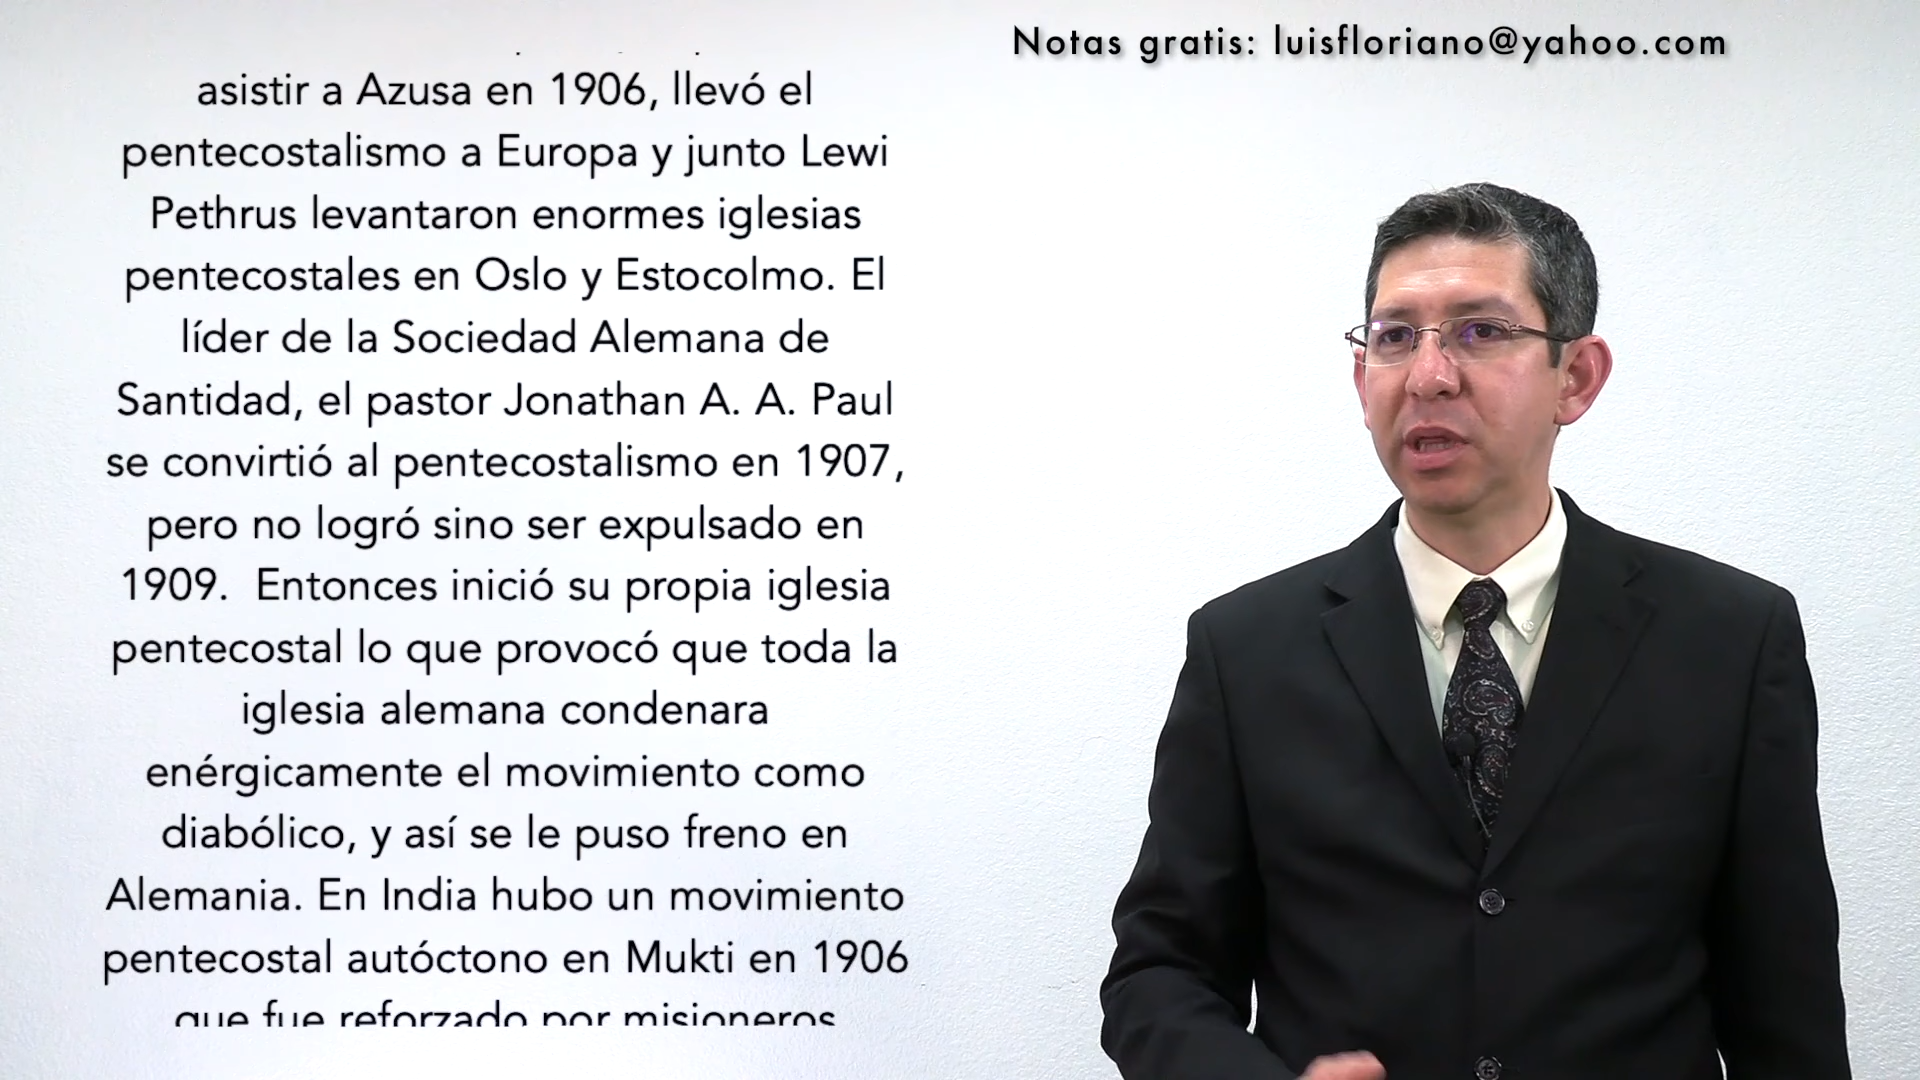 Notas gratis: luisfloriano@yahoo.com
asistir a Azusa en 1906, llevó el
pentecostalismo a Europa y junto Lewi
Pethrus levantaron enormes iglesias
pentecostales en Oslo y Estocolmo. El
líder de la Sociedad Alemana de
Santidad, el pastor Jonathan A. A. Paul
se convirtió al pentecostalismo en 1907,
pero no logró sino ser expulsado en
1909.  Entonces inició su propia iglesia
pentecostal lo que provocó que toda la
iglesia alemana condenara
enérgicamente el movimiento como
diabólico, y así se le puso freno en
Alemania. En India hubo un movimiento
pentecostal autóctono en Mukti en 1906
que fue reforzado por misioneros